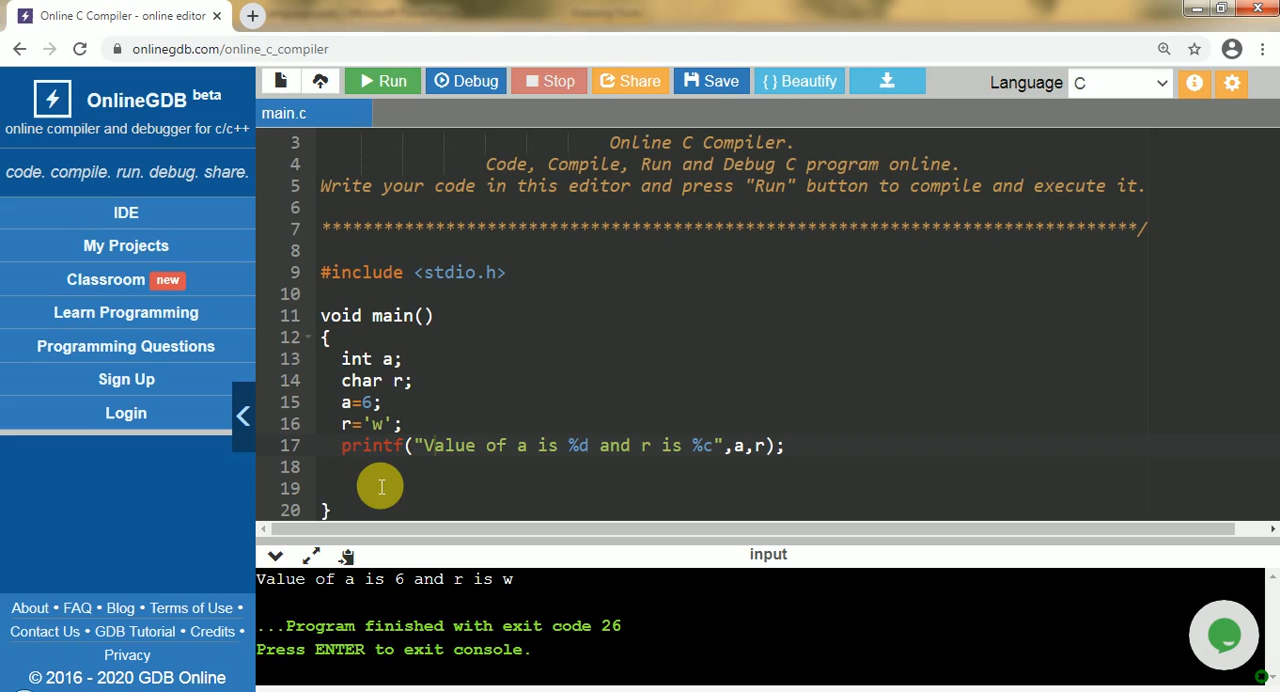 Online C Compiler - online editor
onlinegdb.com/online_c_compiler
OnlineGDB beta
online compiler and debugger for c/c++
code. compile. run. debug. share.
IDE
My Projects
Classroom new
Learn Programming
Programming Questions
Sign Up
Login
About • FAQ • Blog • Terms of Use •
Contact Us • GDB Tutorial • Credits •
Privacy
© 2016 - 2020 GDB Online
Run Debug Stop Share Save { } Beautify Language C
main.c
3 Online C Compiler.
4 Code, Compile, Run and Debug C program online.
5 Write your code in this editor and press "Run" button to compile and execute it.
6
7 *******************************************************************************/
8
9 #include <stdio.h>
10
11 void main()
12 {
13 int a;
14 char r;
15 a=6;
16 r='w';
17 printf("Value of a is %d and r is %c",a,r);
18
19
20 }
input
Value of a is 6 and r is w
...Program finished with exit code 26
Press ENTER to exit console.